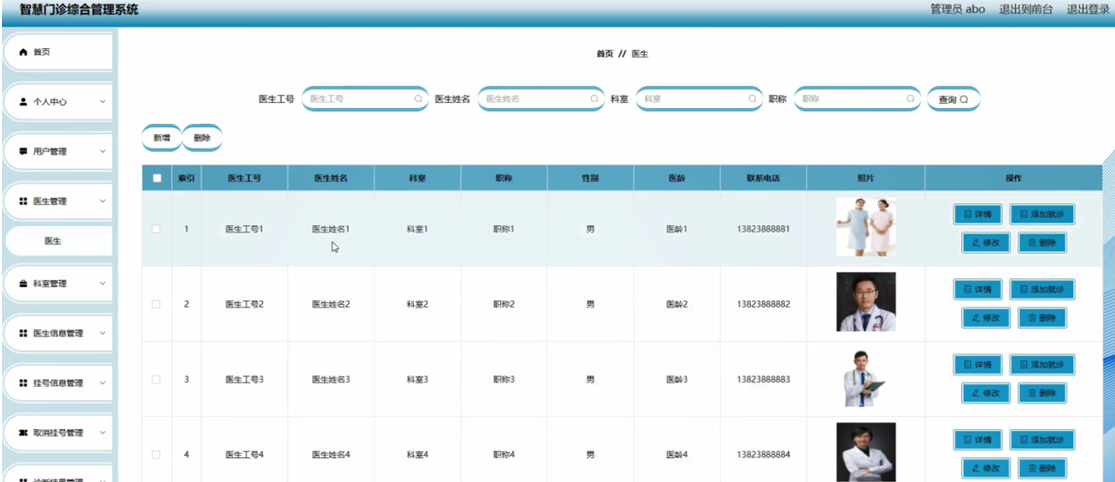 智慧门诊综合管理系统
管理员 abo 退出到前台 退出登录
首页
个人中心
用户管理
医生管理
医生
科室管理
医生信息管理
挂号信息管理
取消挂号管理
诊断结果管理
首页 // 医生
医生工号 医生工号 医生姓名 医生姓名 科室 科室 职称 职称 查询
新增 删除
索引 医生工号 医生姓名 科室 职称 性别 医龄 联系电话 照片 操作
1 医生工号1 医生姓名1 科室1 职称1 男 医龄1 13823888881 详情 添加就诊
修改 删除
2 医生工号2 医生姓名2 科室2 职称2 男 医龄2 13823888882 详情 添加就诊
修改 删除
3 医生工号3 医生姓名3 科室3 职称3 男 医龄3 13823888883 详情 添加就诊
修改 删除
4 医生工号4 医生姓名4 科室4 职称4 男 医龄4 13823888884 详情 添加就诊
修改 删除